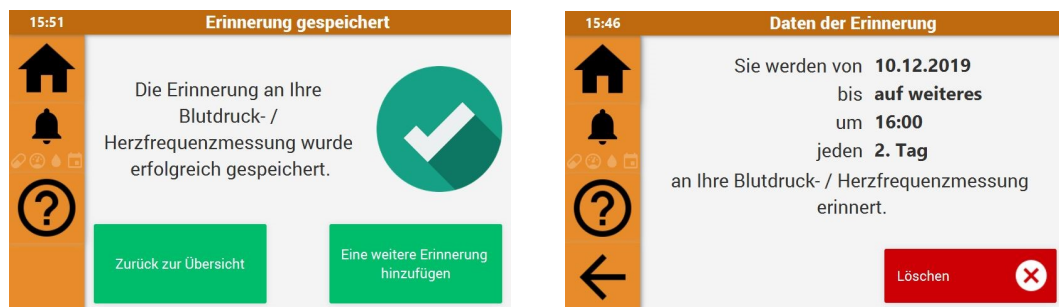 15:51 Erinnerung gespeichert
Die Erinnerung an Ihre
Blutdruck- /
Herzfrequenzmessung wurde
erfolgreich gespeichert.
Zurück zur Übersicht
Eine weitere Erinnerung
hinzufügen
15:46 Daten der Erinnerung
Sie werden von 10.12.2019
bis auf weiteres
um 16:00
jeden 2. Tag
an Ihre Blutdruck- / Herzfrequenzmessung
erinnert.
Löschen